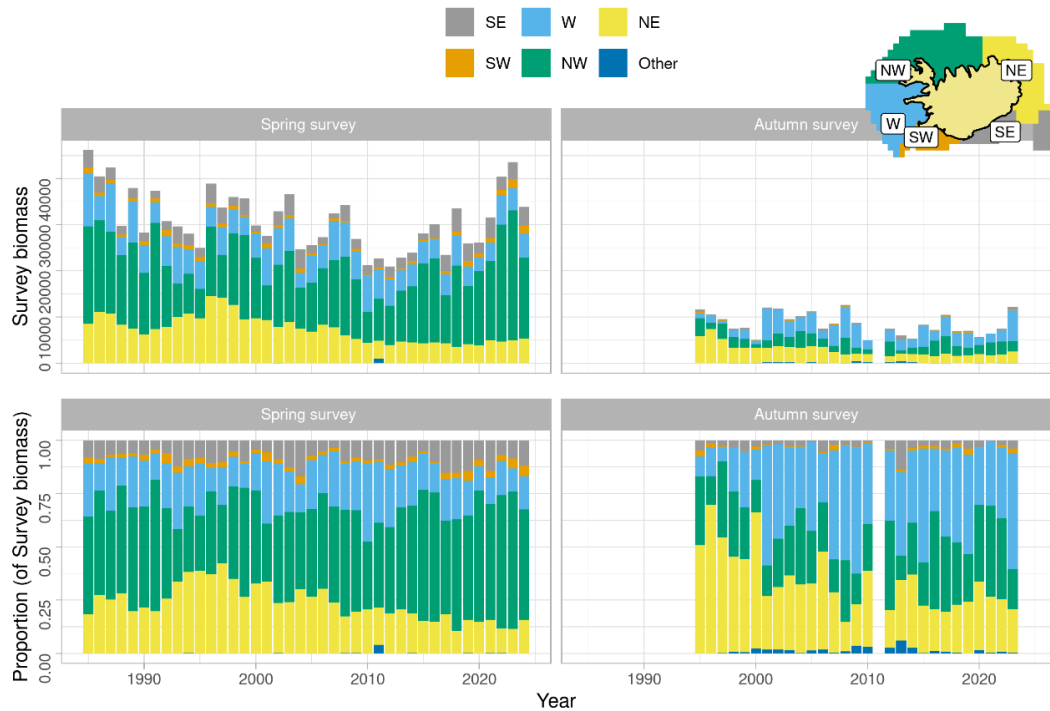 SE W NE
SW NW Other
NW NE
W SW SE
Spring survey Autumn survey
Survey biomass
0 10000 20000 30000 40000
Spring survey Autumn survey
Proportion (of Survey biomass)
0.00 0.25 0.50 0.75 1.00
1990 2000 2010 2020 1990 2000 2010 2020
Year